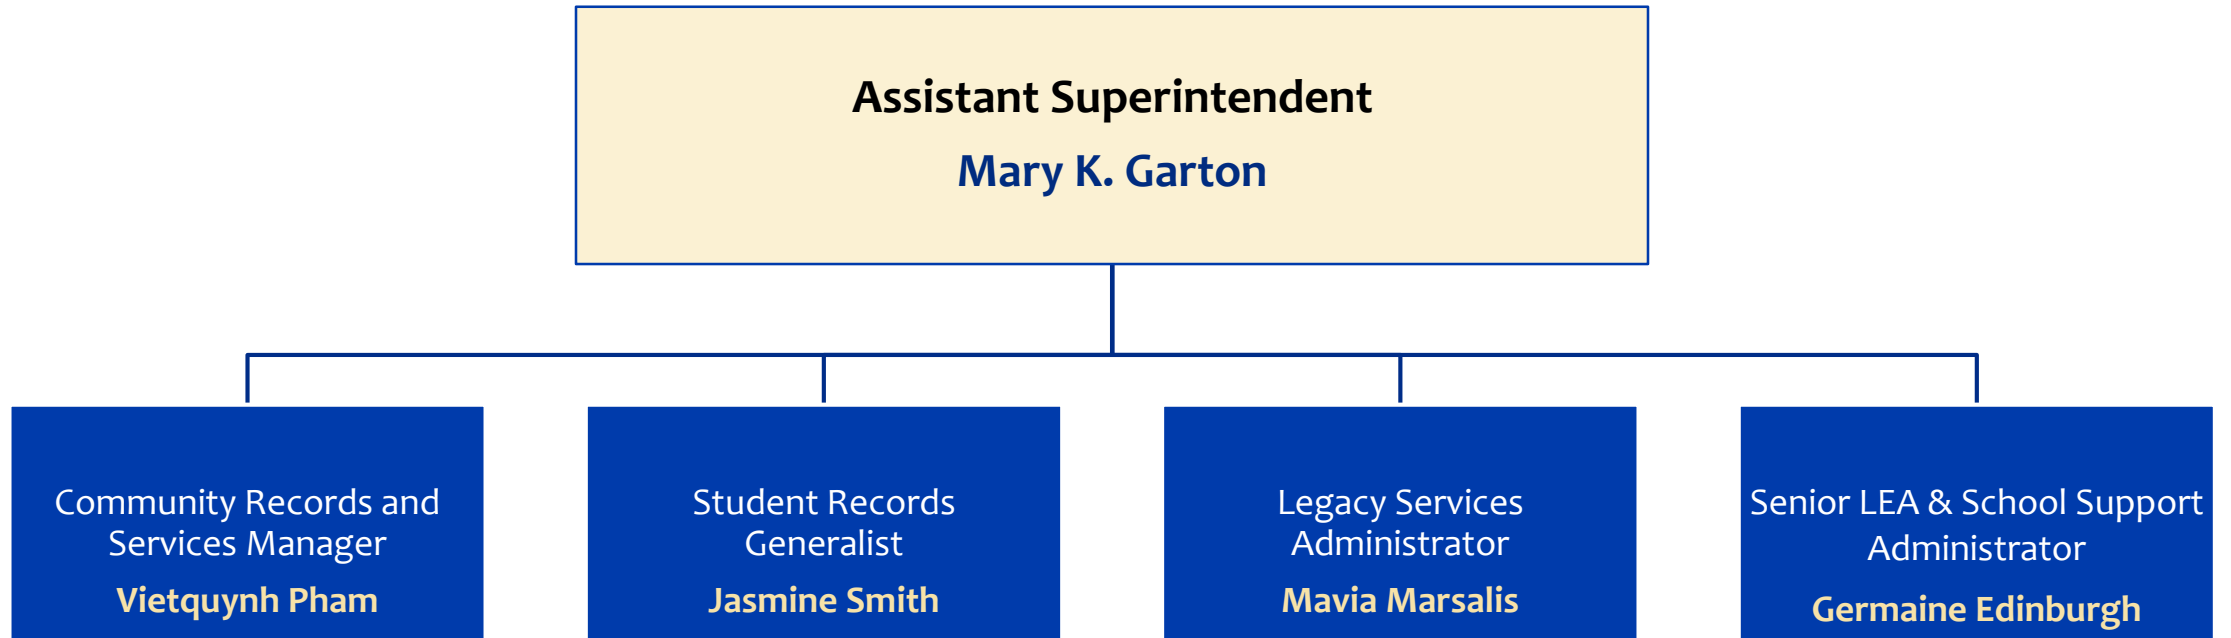 Assistant Superintendent
Mary K. Garton
Community Records and
Services Manager
Vietquynh Pham
Student Records
Generalist
Jasmine Smith
Legacy Services
Administrator
Mavia Marsalis
Senior LEA & School Support
Administrator
Germaine Edinburgh